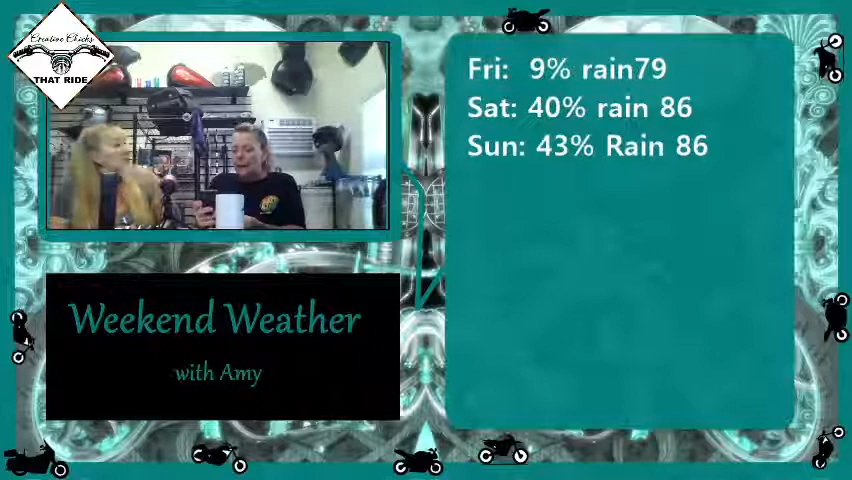 Creative Chicks
THAT RIDE
Fri: 9% rain79
Sat: 40% rain 86
Sun: 43% Rain 86
Weekend Weather
with Amy